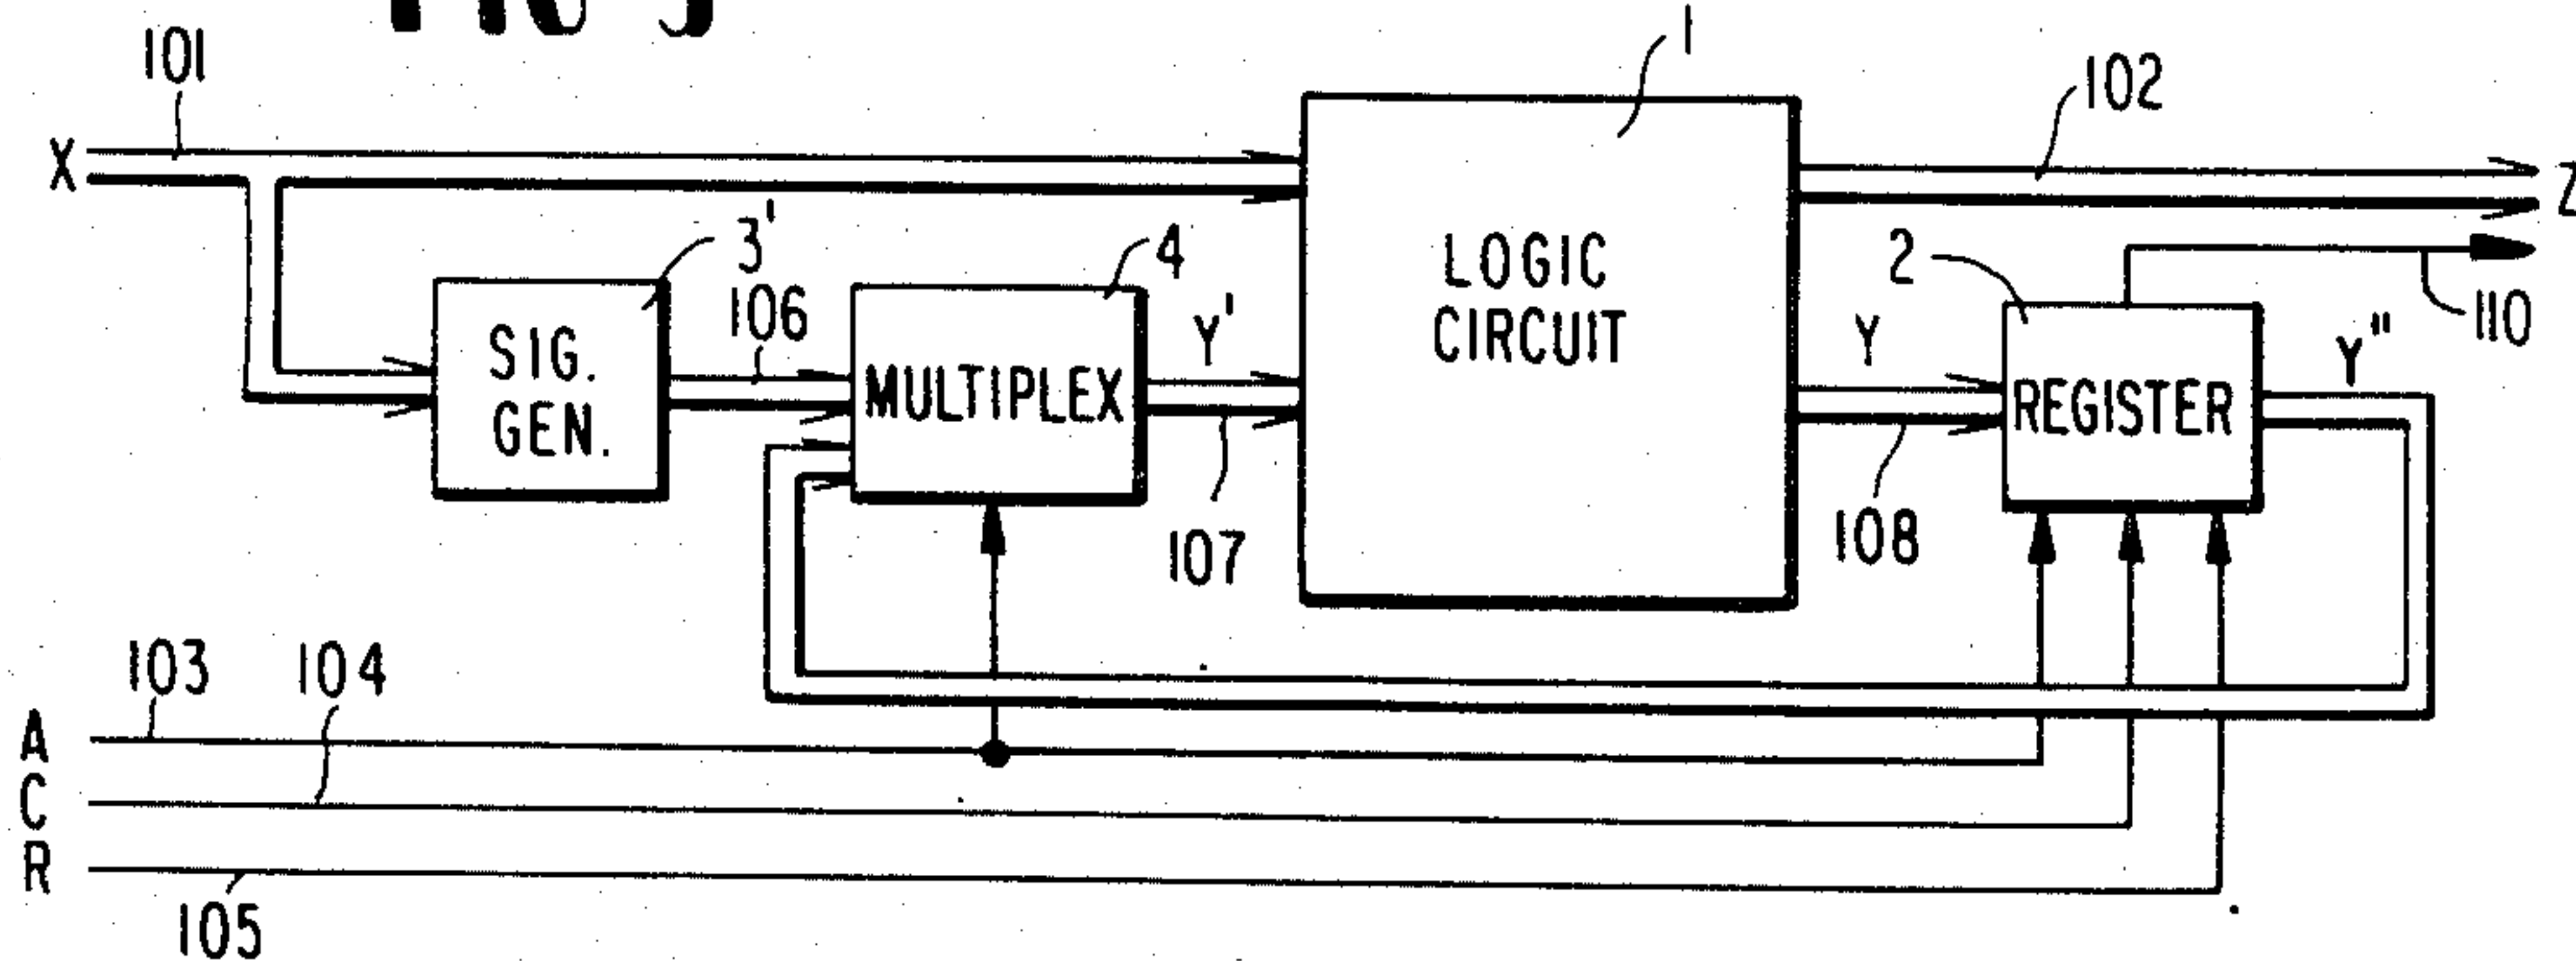 101
1
102
X
Z
3'
4
2
106
Y'
LOGIC
CIRCUIT
Y
110
Y"
SIG.
GEN.
MULTIPLEX
REGISTER
107
108
103
104
A
C
R
105